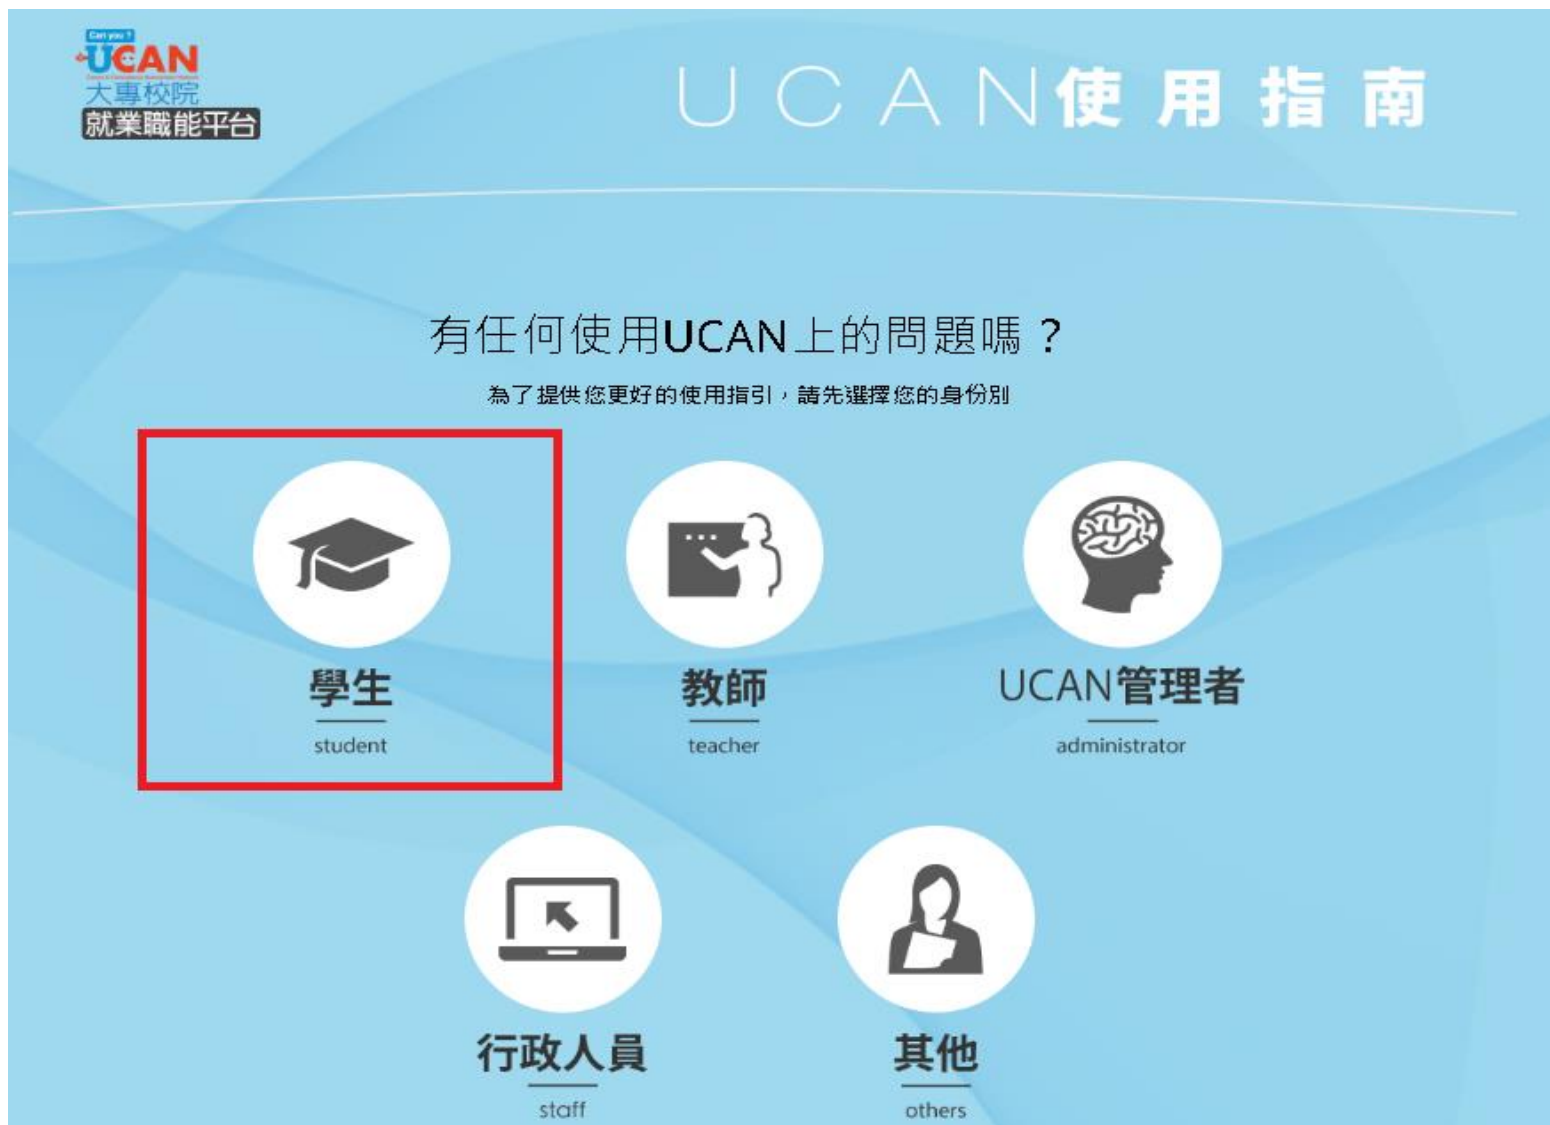 Can you ?
UCAN
大專校院
就業職能平台
UCAN使用指南
有任何使用UCAN上的問題嗎？
為了提供您更好的使用指引，請先選擇您的身份別
學生
student
教師
teacher
UCAN管理者
administrator
行政人員
staff
其他
others